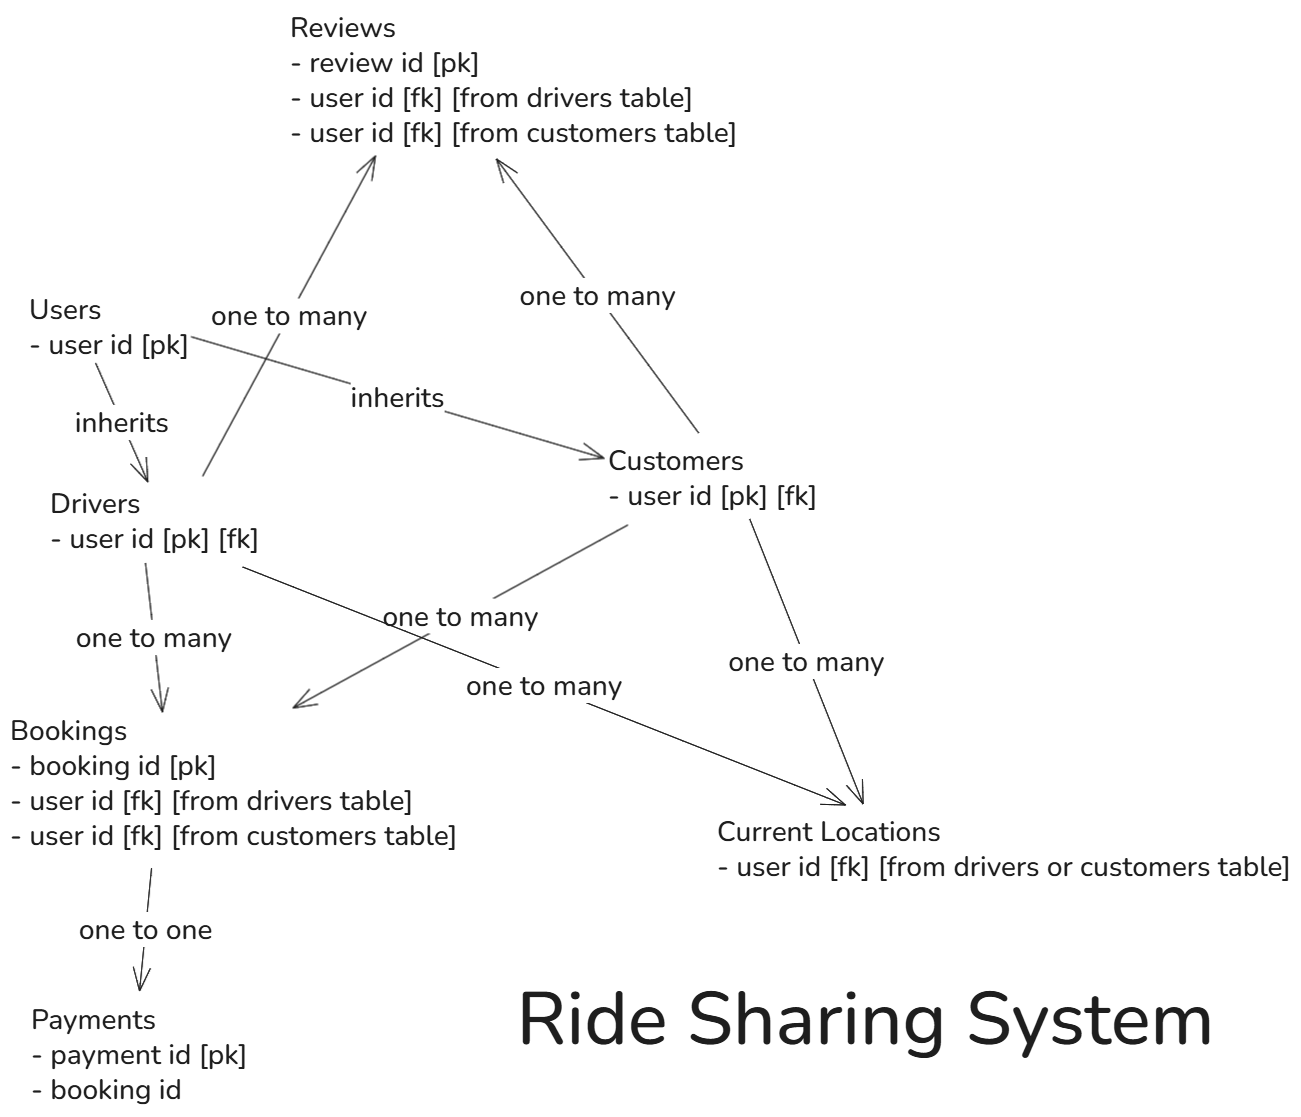 Reviews
- review id [pk]
- user id [fk] [from drivers table]
- user id [fk] [from customers table]
one to many
one to many
Users
- user id [pk]
inherits
inherits
Customers
- user id [pk] [fk]
Drivers
- user id [pk] [fk]
one to many
one to many
one to many
one to many
Bookings
- booking id [pk]
- user id [fk] [from drivers table]
- user id [fk] [from customers table]
Current Locations
- user id [fk] [from drivers or customers table]
one to one
Payments
- payment id [pk]
- booking id
Ride Sharing System